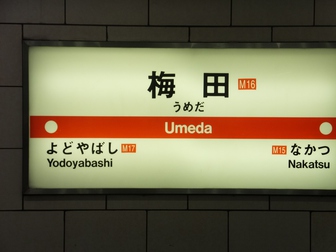 梅田 M16
うめだ
Umeda
よどやばし M17
Yodoyabashi
M15 なかつ
Nakatsu